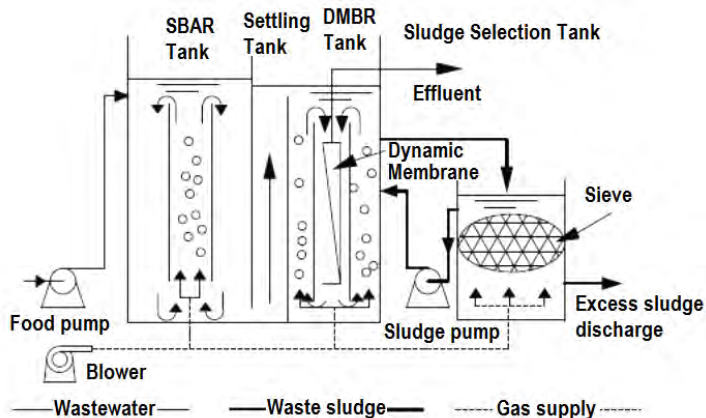 SBAR
Tank
Settling
Tank
DMBR
Tank
Sludge Selection Tank
Effluent
Dynamic
Membrane
Sieve
Food pump
Sludge pump
Excess sludge
discharge
Blower
Wastewater
Waste sludge
Gas supply